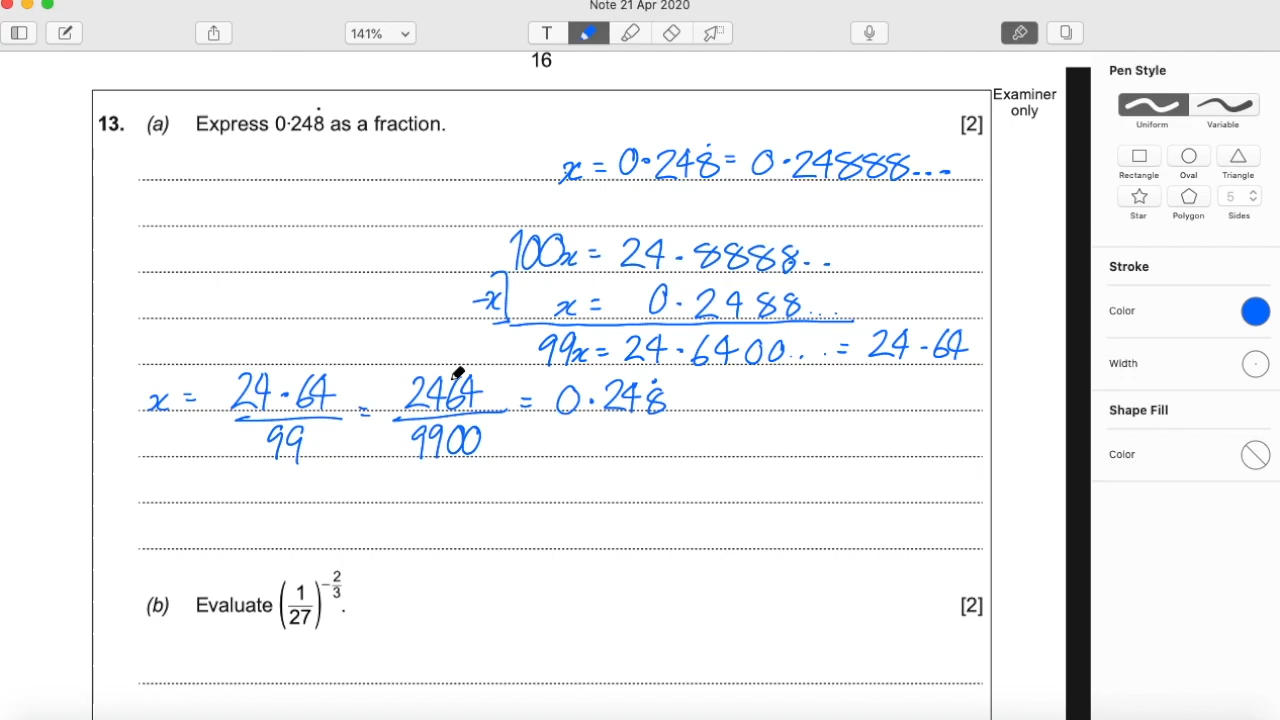 Note 21 Apr 2020
141%
T
16
Examiner only
13. (a) Express 0·248̇ as a fraction. [2]
x = 0·248̇ = 0·24888...
100x = 24.8888...
-x] x = 0.2488...
99x = 24.6400... = 24.64
x = 24.64/99 = 2464/9900 = 0.248̇
(b) Evaluate (1/27)^(-2/3). [2]
Pen Style
Uniform Variable
Rectangle Oval Triangle
5
Star Polygon Sides
Stroke
Color
Width
Shape Fill
Color